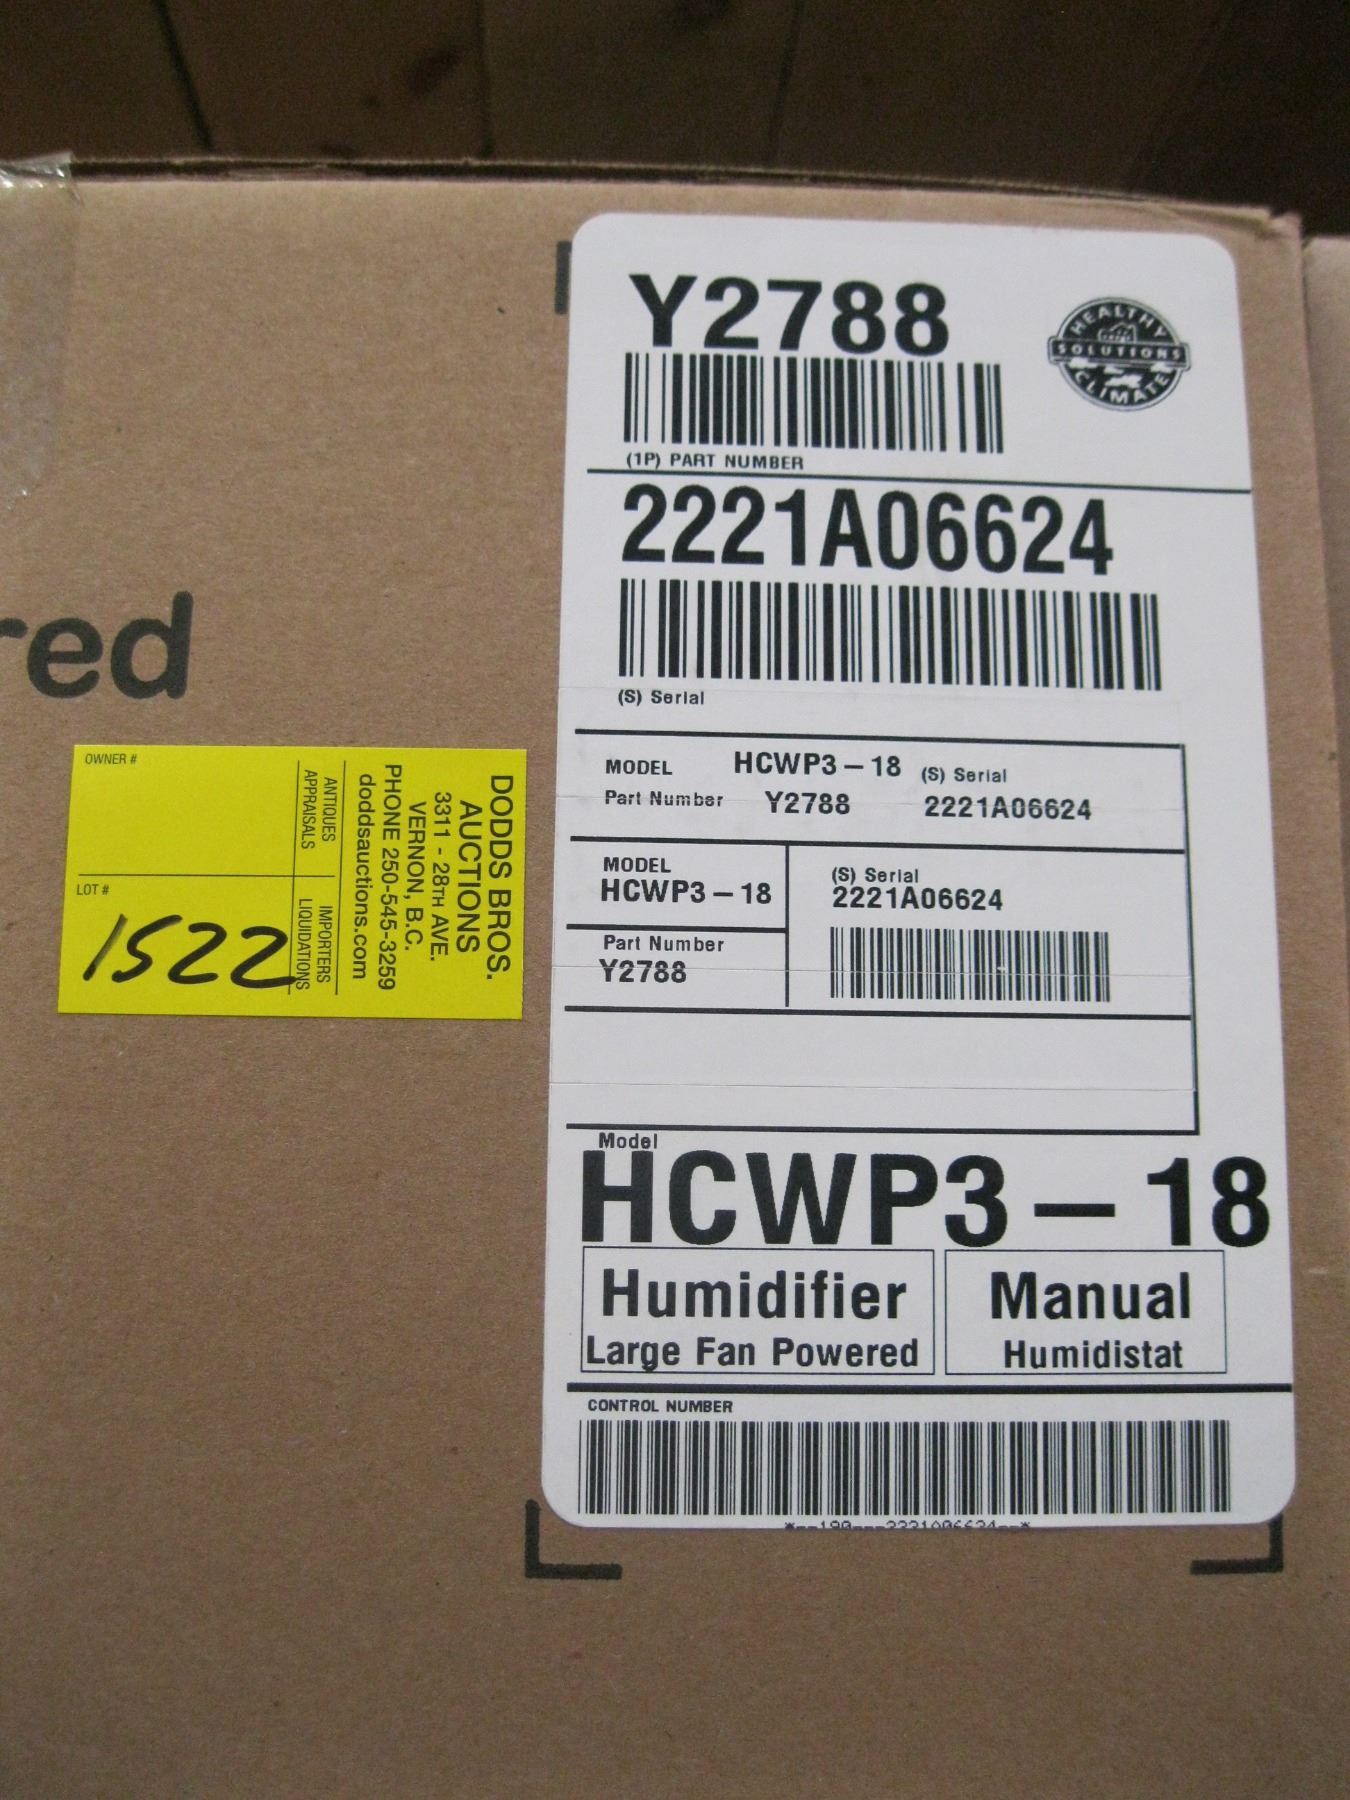 Y2788
HEALTHY
SOLUTIONS
CLIMATE
(1P) PART NUMBER
2221A06624
(S) Serial
MODEL HCWP3-18 (S) Serial
Part Number Y2788 2221A06624
MODEL
HCWP3-18
(S) Serial
2221A06624
Part Number
Y2788
Model
HCWP3-18
Humidifier
Large Fan Powered
Manual
Humidistat
CONTROL NUMBER
red
DODDS BROS.
AUCTIONS
3311 - 28TH AVE.
VERNON, B.C.
PHONE 250-545-3259
doddsauctions.com
ANTIQUES
APPRAISALS
IMPORTERS
LIQUIDATIONS
OWNER #
LOT #
1522